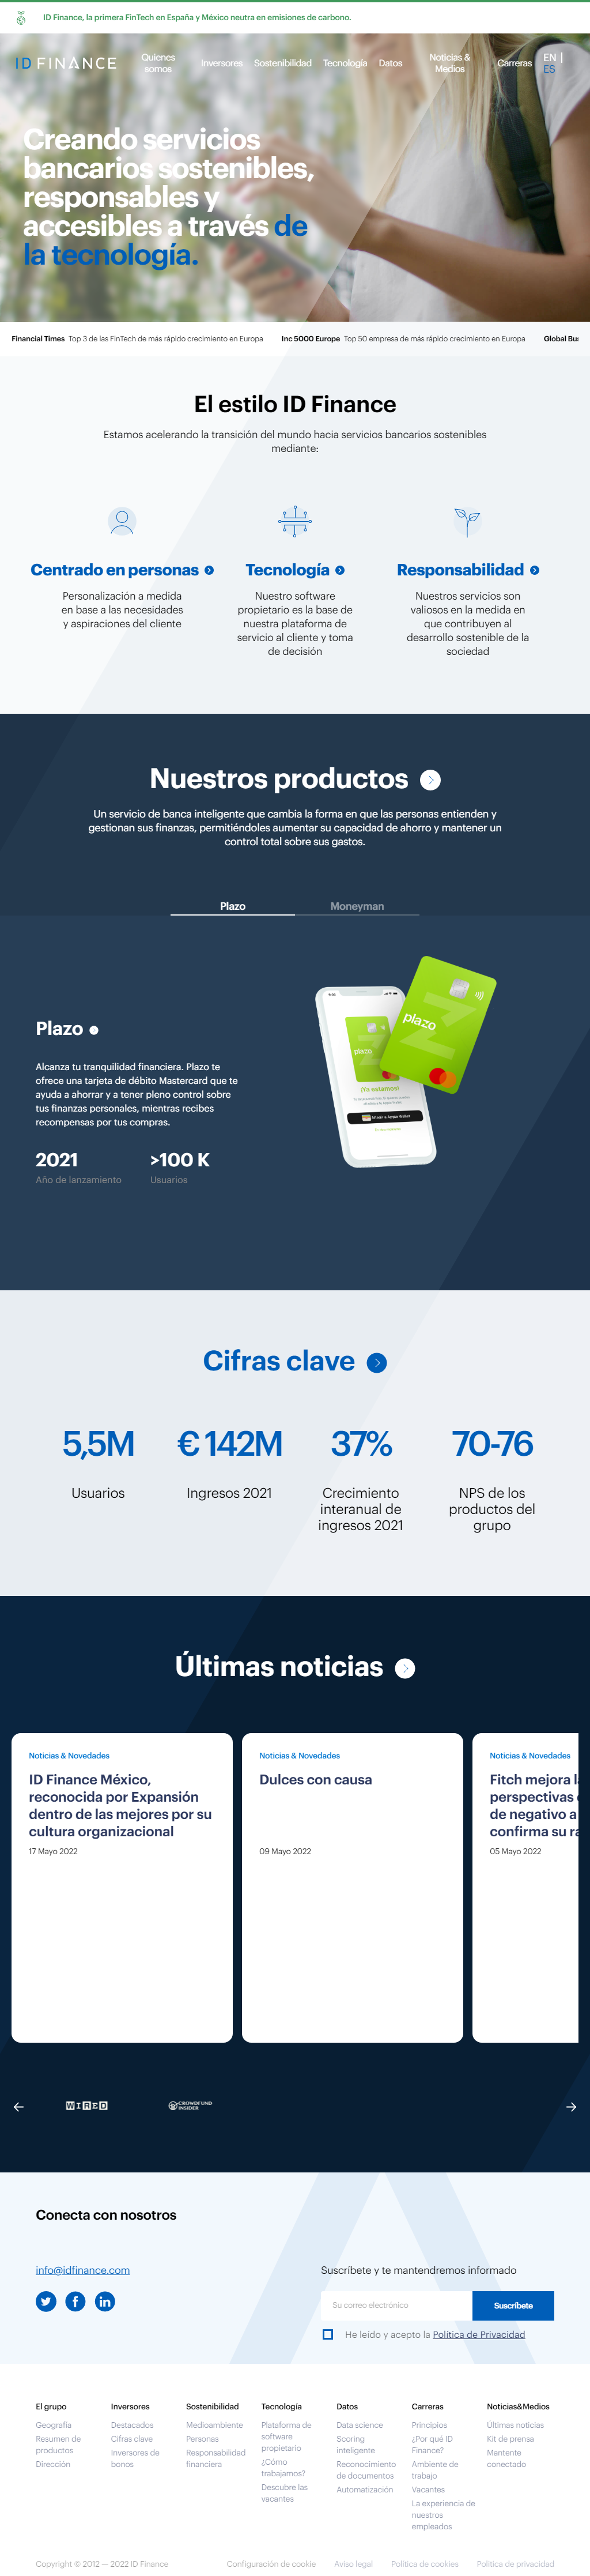 ID Finance, la primera FinTech en España y México neutra en emisiones de carbono.
ID FINANCE
Quienes somos
Inversores
Sostenibilidad
Tecnología
Datos
Noticias & Medios
Carreras
EN |
ES
Creando servicios
bancarios sostenibles,
responsables y
accesibles a través de
la tecnología.
Financial Times Top 3 de las FinTech de más rápido crecimiento en Europa
Inc 5000 Europe Top 50 empresa de más rápido crecimiento en Europa
Global
El estilo ID Finance
Estamos acelerando la transición del mundo hacia servicios bancarios sostenibles
mediante:
Centrado en personas
Personalización a medida
en base a las necesidades
y aspiraciones del cliente
Tecnología
Nuestro software
propietario es la base de
nuestra plataforma de
servicio al cliente y toma
de decisión
Responsabilidad
Nuestros servicios son
valiosos en la medida en
que contribuyen al
desarrollo sostenible de la
sociedad
Nuestros productos
Un servicio de banca inteligente que cambia la forma en que las personas entienden y
gestionan sus finanzas, permitiéndoles aumentar su capacidad de ahorro y mantener un
control total sobre sus gastos.
Plazo
Moneyman
Plazo
Alcanza tu tranquilidad financiera. Plazo te
ofrece una tarjeta de débito Mastercard que te
ayuda a ahorrar y a tener pleno control sobre
tus finanzas personales, mientras recibes
recompensas por tus compras.
2021
Año de lanzamiento
>100 K
Usuarios
plazo
plazo
¡Ya estamos!
Añadir a Apple Wallet
Cifras clave
5,5M
Usuarios
€ 142M
Ingresos 2021
37%
Crecimiento
interanual de
ingresos 2021
70-76
NPS de los
productos del
grupo
Últimas noticias
Noticias & Novedades
ID Finance México,
reconocida por Expansión
dentro de las mejores por su
cultura organizacional
17 Mayo 2022
Noticias & Novedades
Dulces con causa
09 Mayo 2022
Noticias & Novedades
Fitch mejora
perspectivas
de negativo a
confirma su
05 Mayo 2022
WIRED
CROWDFUND
INSIDER
Conecta con nosotros
info@idfinance.com
Suscríbete y te mantendremos informado
Su correo electrónico
Suscríbete
He leído y acepto la Política de Privacidad
El grupo
Geografía
Resumen de
productos
Dirección
Inversores
Destacados
Cifras clave
Inversores de
bonos
Sostenibilidad
Medioambiente
Personas
Responsabilidad
financiera
Tecnología
Plataforma de
software
propietario
¿Cómo
trabajamos?
Descubre las
vacantes
Datos
Data science
Scoring
inteligente
Reconocimiento
de documentos
Automatización
Carreras
Principios
¿Por qué ID
Finance?
Ambiente de
trabajo
Vacantes
La experiencia de
nuestros
empleados
Noticias&Medios
Últimas noticias
Kit de prensa
Mantente
conectado
Copyright © 2012 — 2022 ID Finance
Configuración de cookie
Aviso legal
Política de cookies
Política de privacidad